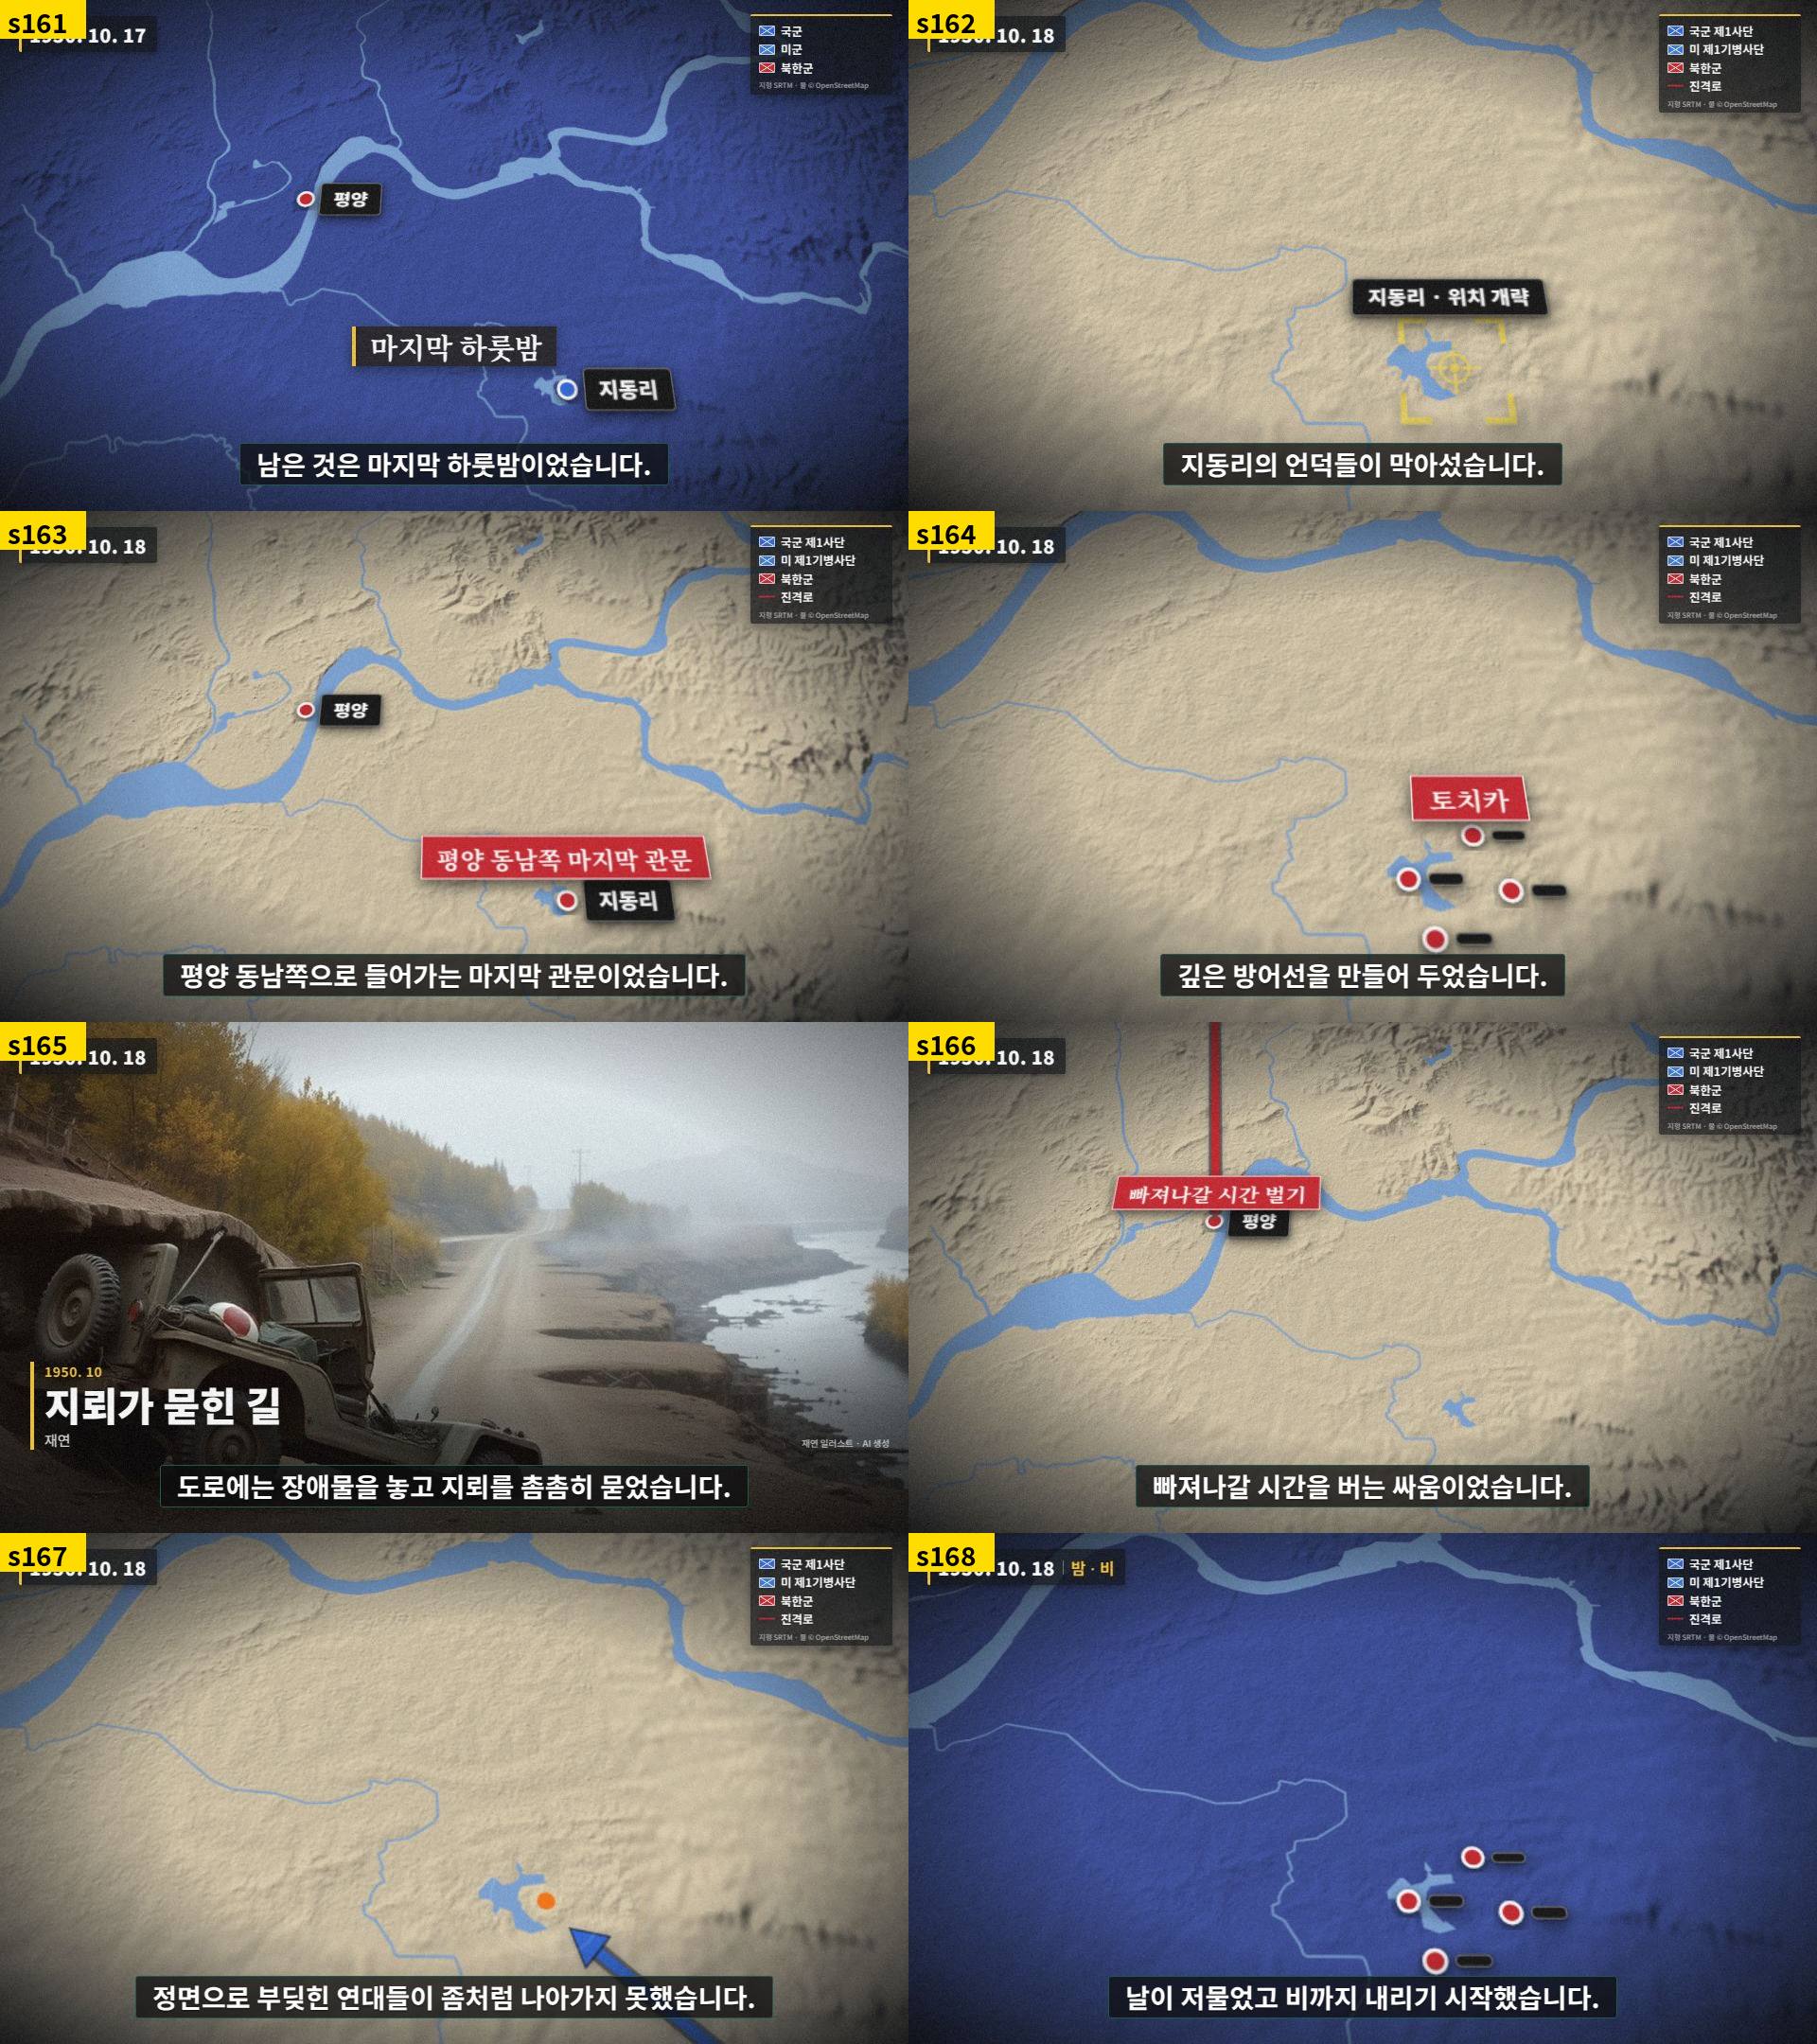 s161
10. 17
국군
미군
북한군
지형 SRTM · 물 © OpenStreetMap
평양
마지막 하룻밤
지동리
남은 것은 마지막 하룻밤이었습니다.
s162
10. 18
국군 제1사단
미 제1기병사단
북한군
진격로
지형 SRTM · 물 © OpenStreetMap
지동리 · 위치 개략
지동리의 언덕들이 막아섰습니다.
s163
10. 18
국군 제1사단
미 제1기병사단
북한군
진격로
지형 SRTM · 물 © OpenStreetMap
평양
평양 동남쪽 마지막 관문
지동리
평양 동남쪽으로 들어가는 마지막 관문이었습니다.
s164
10. 18
국군 제1사단
미 제1기병사단
북한군
진격로
지형 SRTM · 물 © OpenStreetMap
토치카
깊은 방어선을 만들어 두었습니다.
s165
10. 18
1950. 10
지뢰가 묻힌 길
재연
재연 일러스트 · AI 생성
도로에는 장애물을 놓고 지뢰를 촘촘히 묻었습니다.
s166
10. 18
국군 제1사단
미 제1기병사단
북한군
진격로
지형 SRTM · 물 © OpenStreetMap
빠져나갈 시간 벌기
평양
빠져나갈 시간을 버는 싸움이었습니다.
s167
10. 18
국군 제1사단
미 제1기병사단
북한군
진격로
지형 SRTM · 물 © OpenStreetMap
정면으로 부딪힌 연대들이 좀처럼 나아가지 못했습니다.
s168
10. 18 밤 · 비
국군 제1사단
미 제1기병사단
북한군
진격로
지형 SRTM · 물 © OpenStreetMap
날이 저물었고 비까지 내리기 시작했습니다.